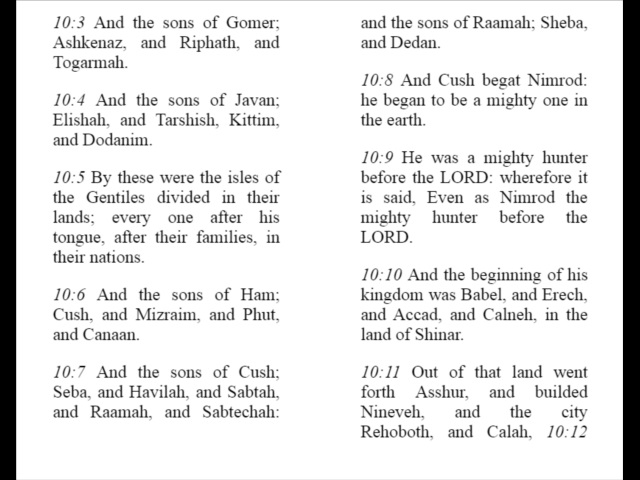 10:3 And the sons of Gomer;
Ashkenaz, and Riphath, and
Togarmah.
10:4 And the sons of Javan;
Elishah, and Tarshish, Kittim,
and Dodanim.
10:5 By these were the isles of
the Gentiles divided in their
lands; every one after his
tongue, after their families, in
their nations.
10:6 And the sons of Ham;
Cush, and Mizraim, and Phut,
and Canaan.
10:7 And the sons of Cush;
Seba, and Havilah, and Sabtah,
and Raamah, and Sabtechah:
and the sons of Raamah; Sheba,
and Dedan.
10:8 And Cush begat Nimrod:
he began to be a mighty one in
the earth.
10:9 He was a mighty hunter
before the LORD: wherefore it
is said, Even as Nimrod the
mighty hunter before the
LORD.
10:10 And the beginning of his
kingdom was Babel, and Erech,
and Accad, and Calneh, in the
land of Shinar.
10:11 Out of that land went
forth Asshur, and builded
Nineveh, and the city
Rehoboth, and Calah, 10:12